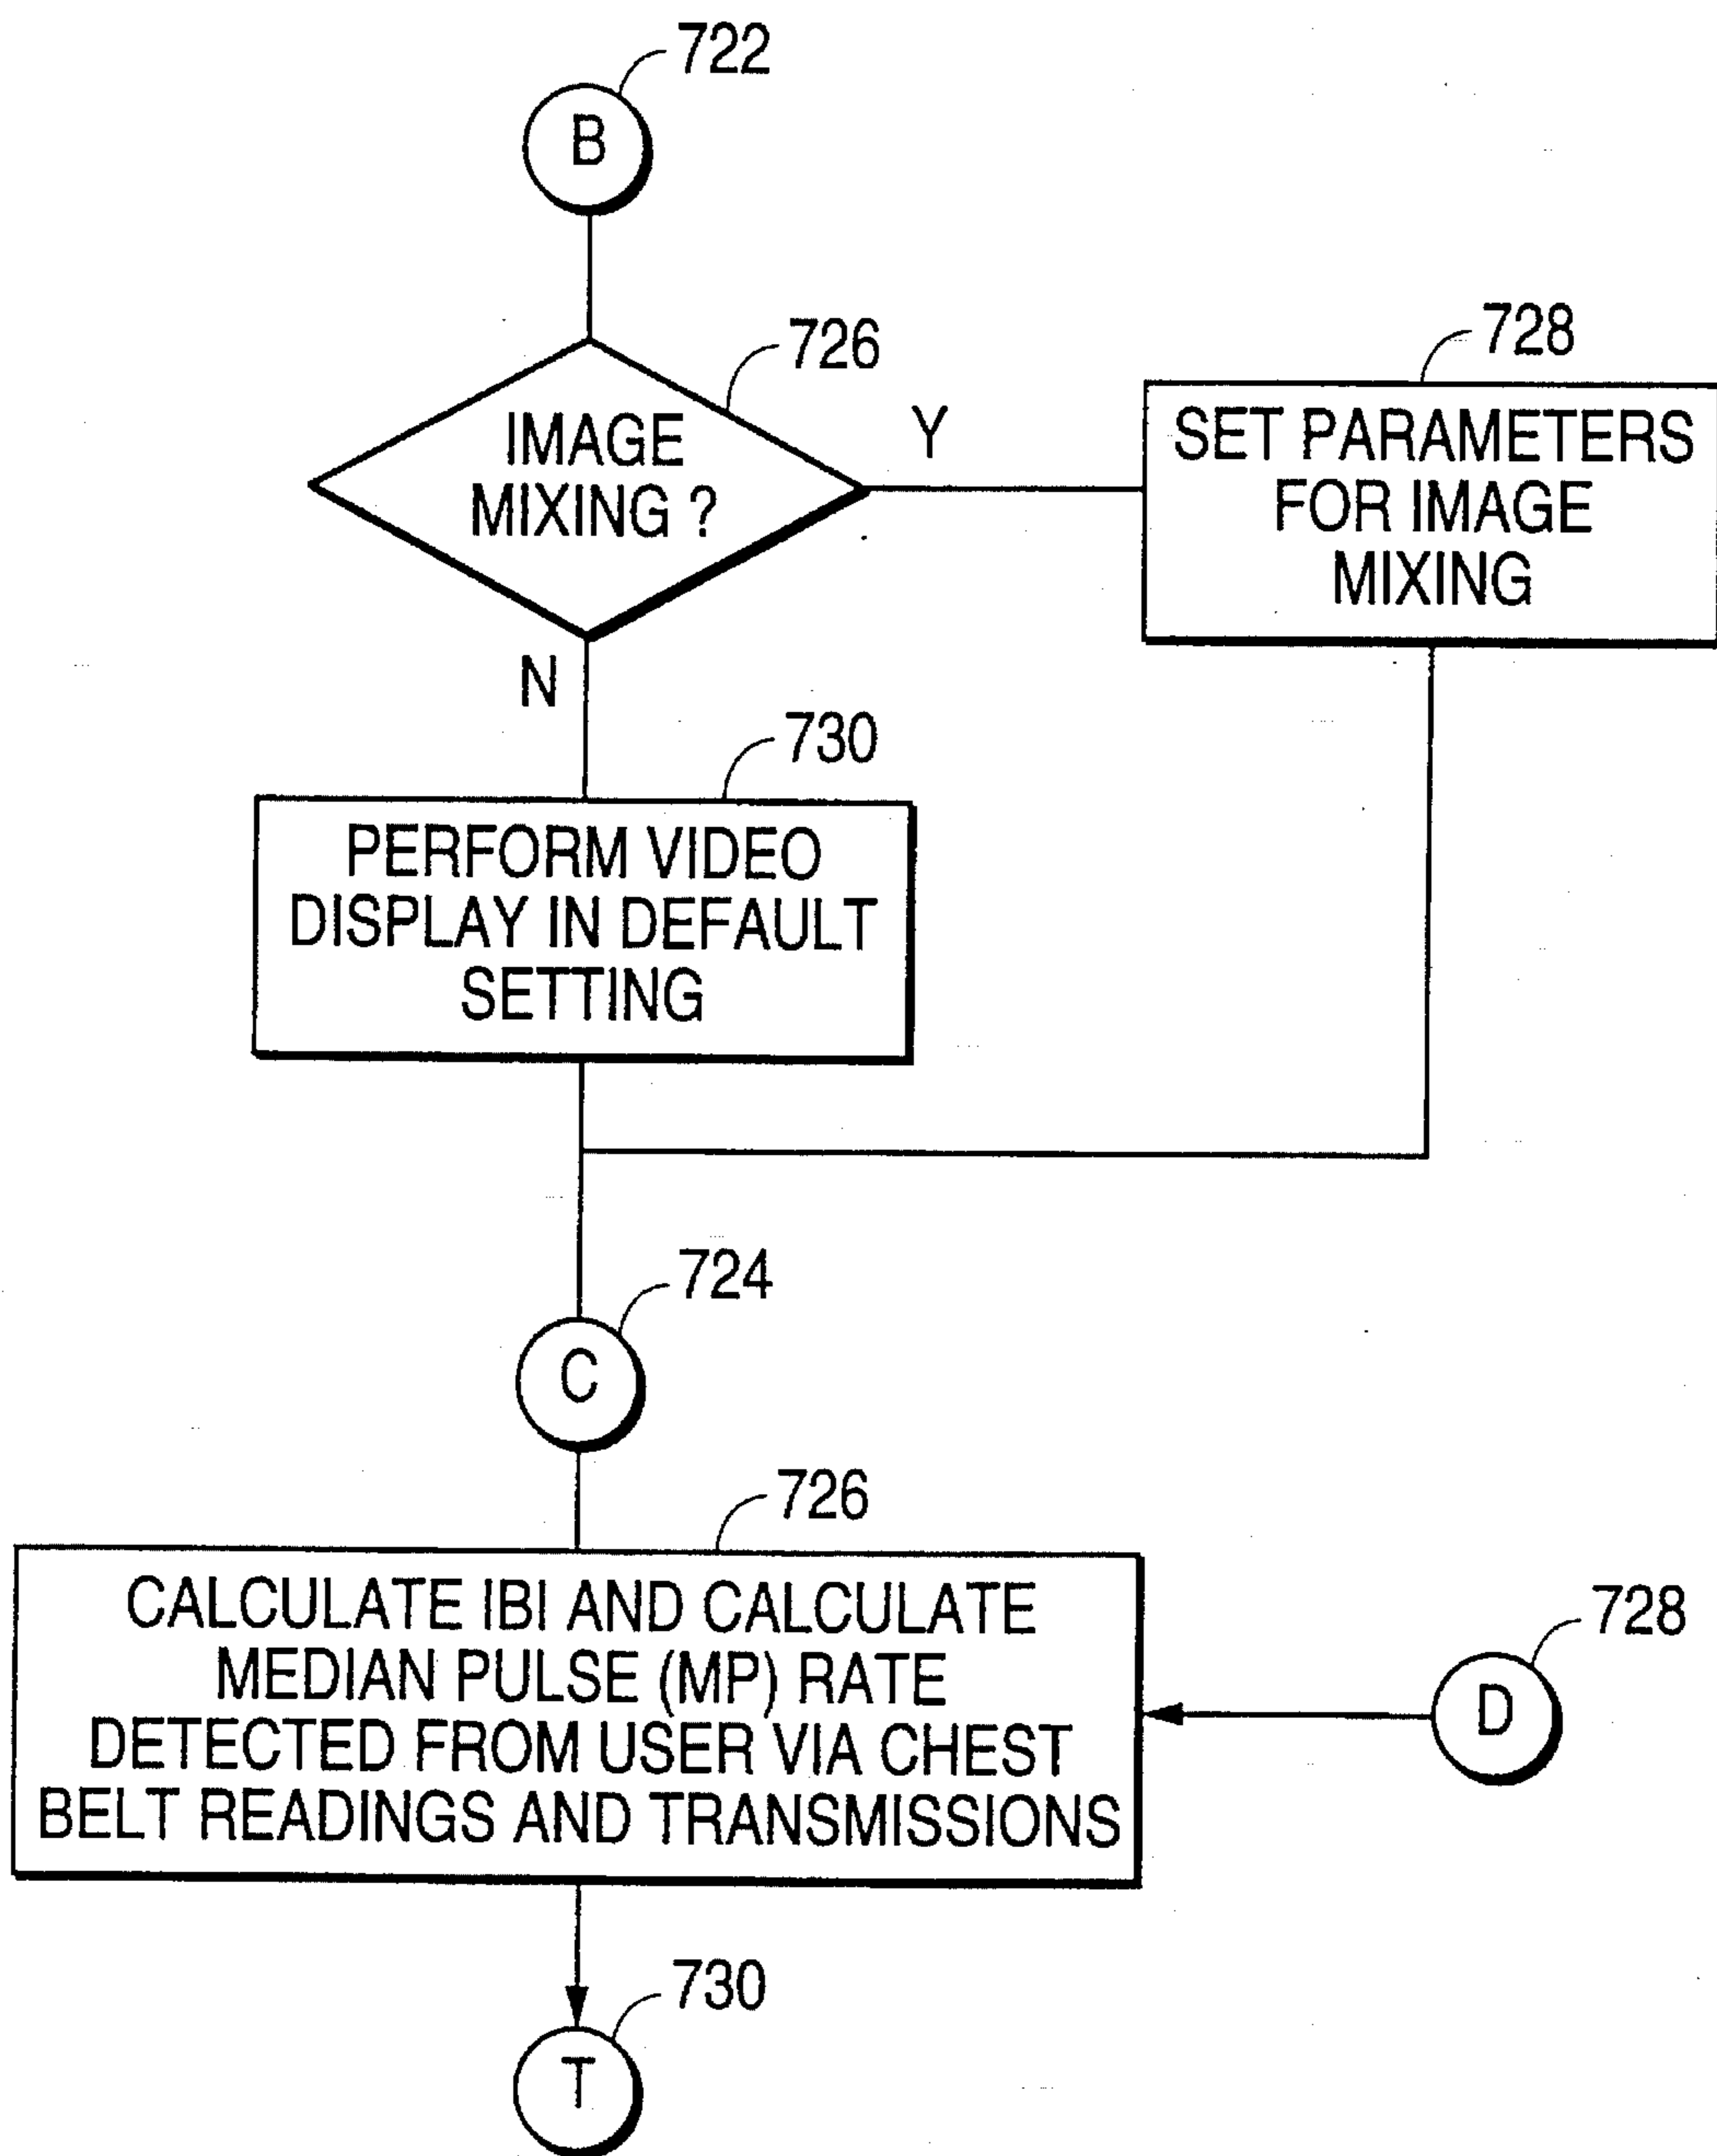 722
B
726
IMAGE
MIXING ?
Y
728
SET PARAMETERS
FOR IMAGE
MIXING
N
730
PERFORM VIDEO
DISPLAY IN DEFAULT
SETTING
724
C
726
CALCULATE IBI AND CALCULATE
MEDIAN PULSE (MP) RATE
DETECTED FROM USER VIA CHEST
BELT READINGS AND TRANSMISSIONS
728
D
730
T